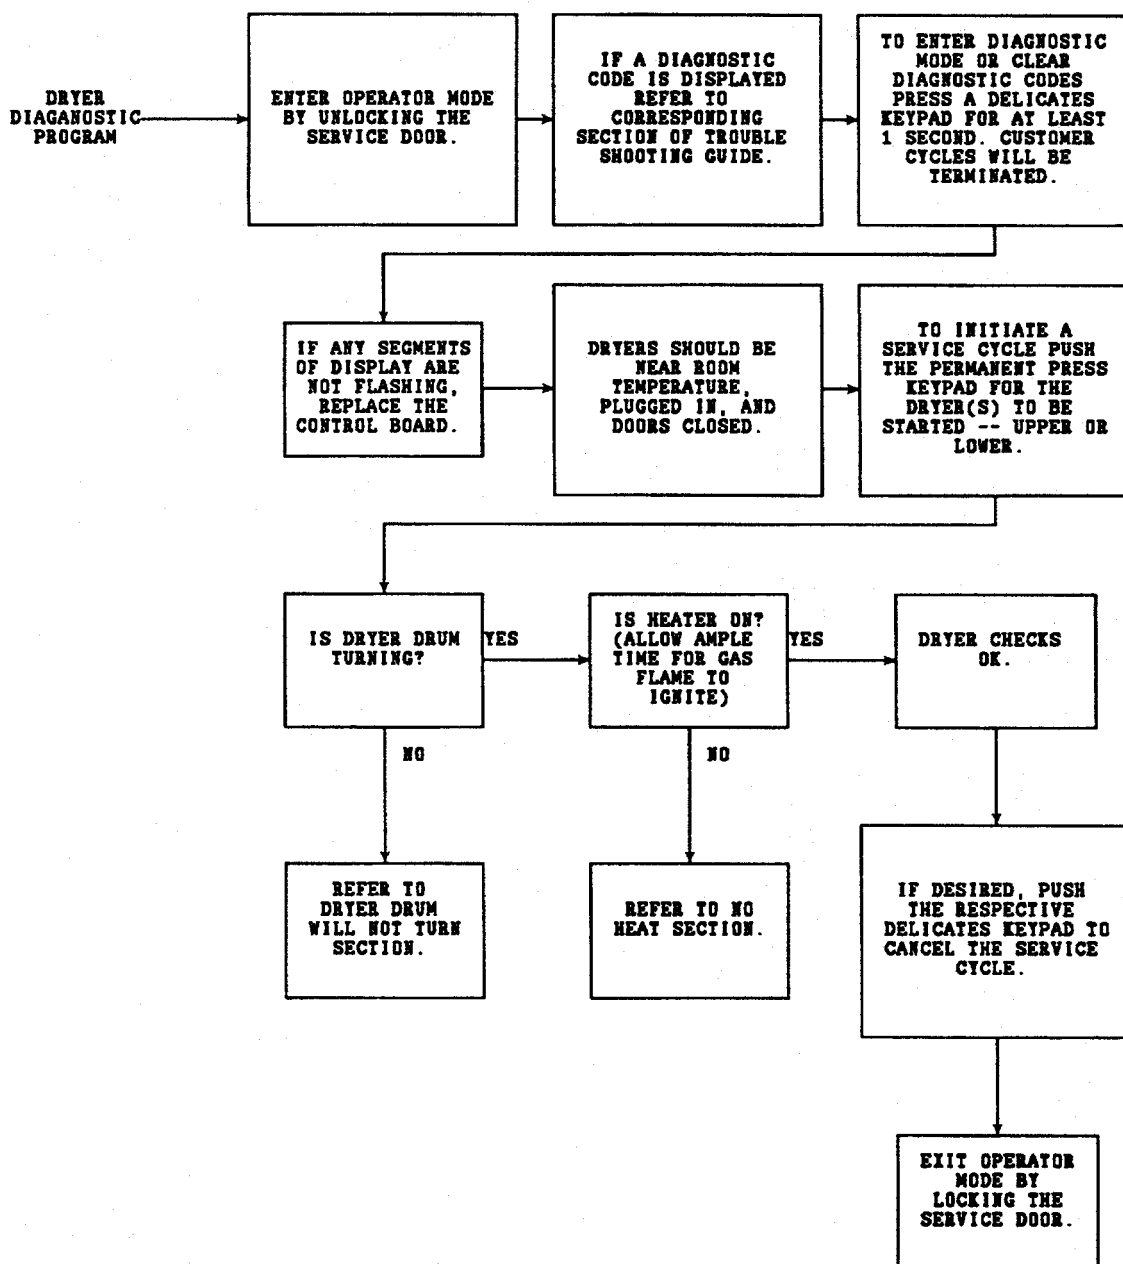 DRYER
DIAGANOSTIC
PROGRAM
ENTER OPERATOR MODE
BY UNLOCKING THE
SERVICE DOOR.
IF A DIAGNOSTIC
CODE IS DISPLAYED
REFER TO
CORRESPONDING
SECTION OF TROUBLE
SHOOTING GUIDE.
TO ENTER DIAGNOSTIC
MODE OR CLEAR
DIAGNOSTIC CODES
PRESS A DELICATES
KEYPAD FOR AT LEAST
1 SECOND. CUSTOMER
CYCLES WILL BE
TERMINATED.
IF ANY SEGMENTS
OF DISPLAY ARE
NOT FLASHING,
REPLACE THE
CONTROL BOARD.
DRYERS SHOULD BE
NEAR ROOM
TEMPERATURE,
PLUGGED IN, AND
DOORS CLOSED.
TO INITIATE A
SERVICE CYCLE PUSH
THE PERMANENT PRESS
KEYPAD FOR THE
DRYER(S) TO BE
STARTED -- UPPER OR
LOWER.
IS DRYER DRUM
TURNING?
YES
IS HEATER ON?
(ALLOW AMPLE
TIME FOR GAS
FLAME TO
IGNITE)
YES
DRYER CHECKS
OK.
NO
NO
REFER TO
DRYER DRUM
WILL NOT TURN
SECTION.
REFER TO NO
HEAT SECTION.
IF DESIRED, PUSH
THE RESPECTIVE
DELICATES KEYPAD TO
CANCEL THE SERVICE
CYCLE.
EXIT OPERATOR
MODE BY
LOCKING THE
SERVICE DOOR.